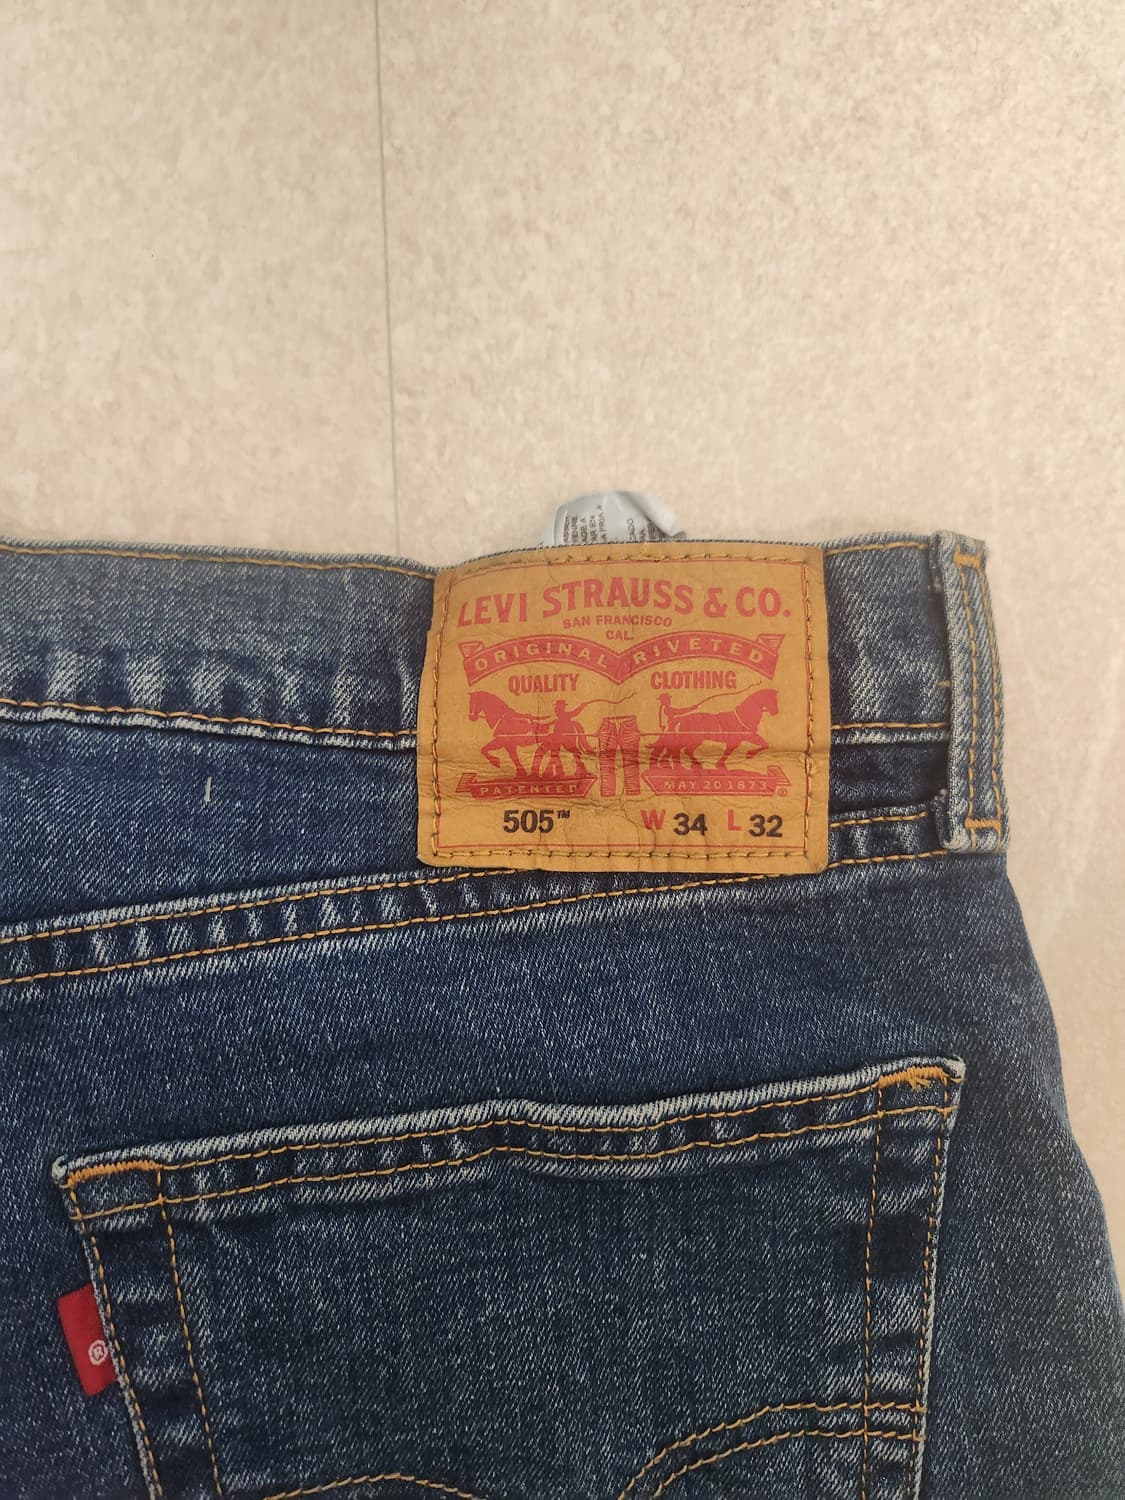 LEVI STRAUSS & CO.
SAN FRANCISCO
CAL.
ORIGINAL RIVETED
QUALITY CLOTHING
PATENTED MAY 20 1873 ®
505™ W 34 L 32
®